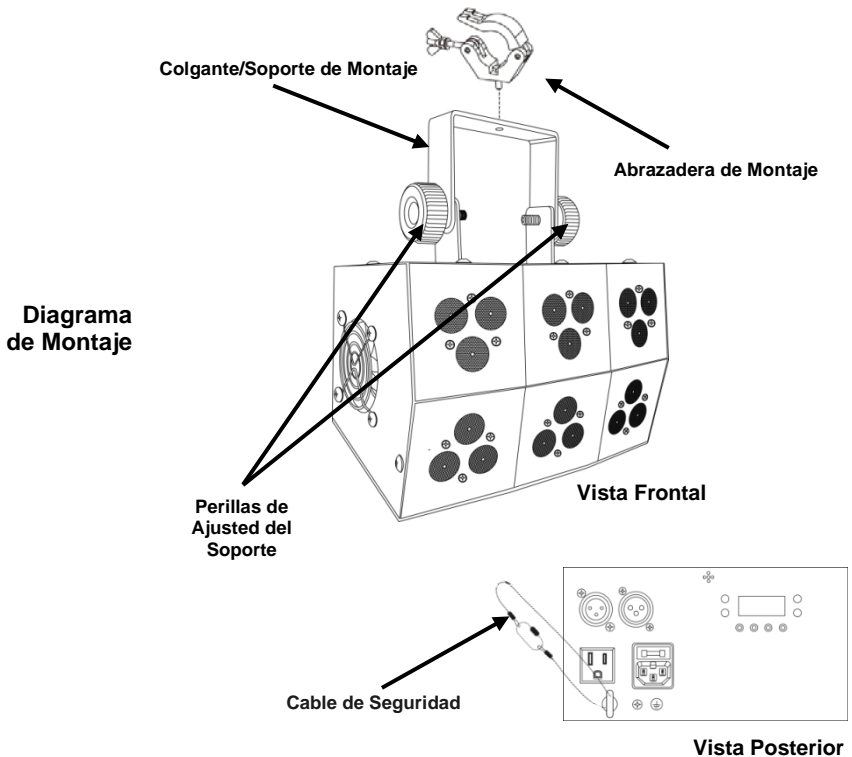 Colgante/Soporte de Montaje
Abrazadera de Montaje
Diagrama
de Montaje
Vista Frontal
Perillas de
Ajusted del
Soporte
Cable de Seguridad
Vista Posterior